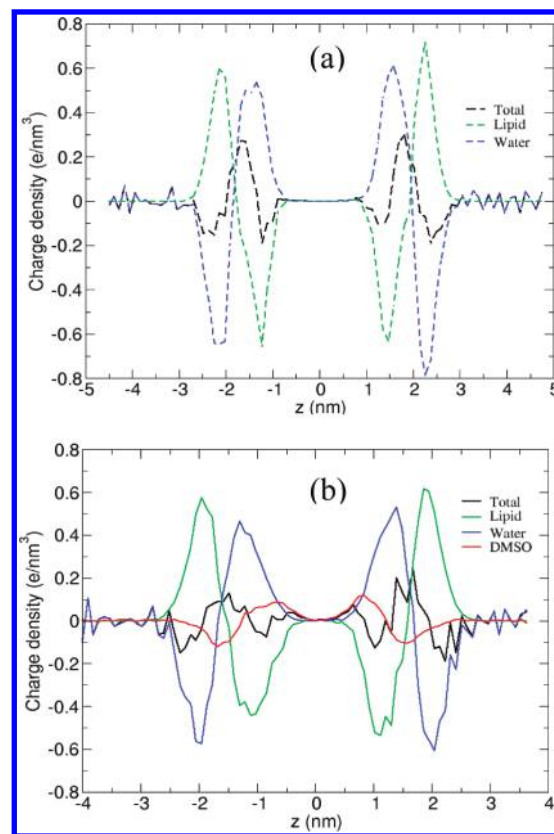 (a)
Total
Lipid
Water
Charge density (e/nm³)
0.8
0.6
0.4
0.2
0
-0.2
-0.4
-0.6
0.8
-5 -4 -3 -2 -1 0 1 2 3 4 5
z (nm)
(b)
Total
Lipid
Water
DMSO
Charge density (e/nm³)
0.8
0.6
0.4
0.2
0
-0.2
-0.4
-0.6
0.8
-4 -3 -2 -1 0 1 2 3 4
z (nm)